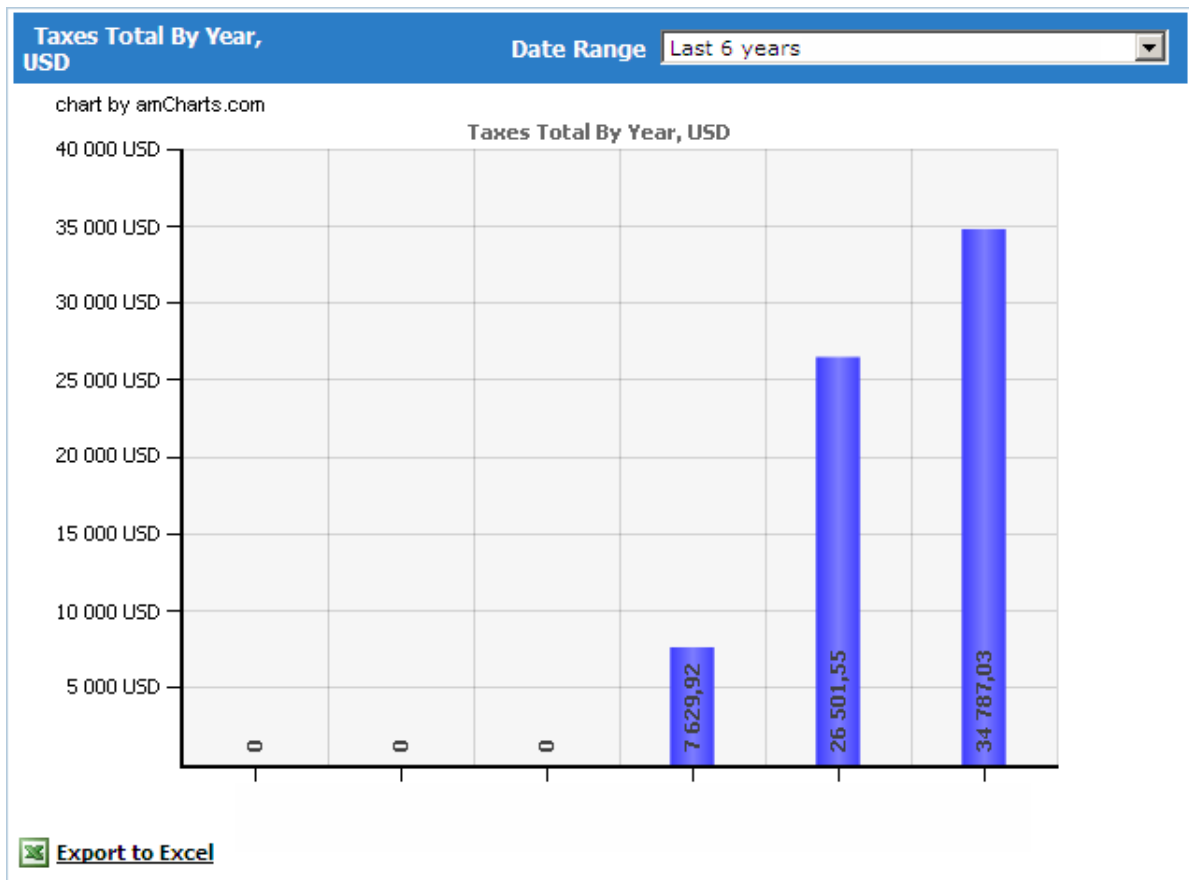 Taxes Total By Year,
USD
Date Range
Last 6 years
chart by amCharts.com
Taxes Total By Year, USD
40 000 USD
35 000 USD
30 000 USD
25 000 USD
20 000 USD
15 000 USD
10 000 USD
5 000 USD
0
0
0
7 629,92
26 501,55
34 787,03
Export to Excel